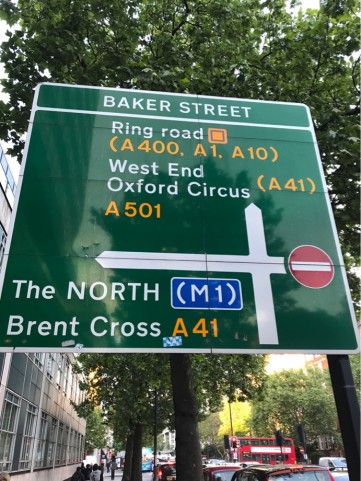 BAKER STREET
Ring road
(A400, A1, A10)
West End
Oxford Circus (A41)
A501
The NORTH (M1)
Brent Cross A41